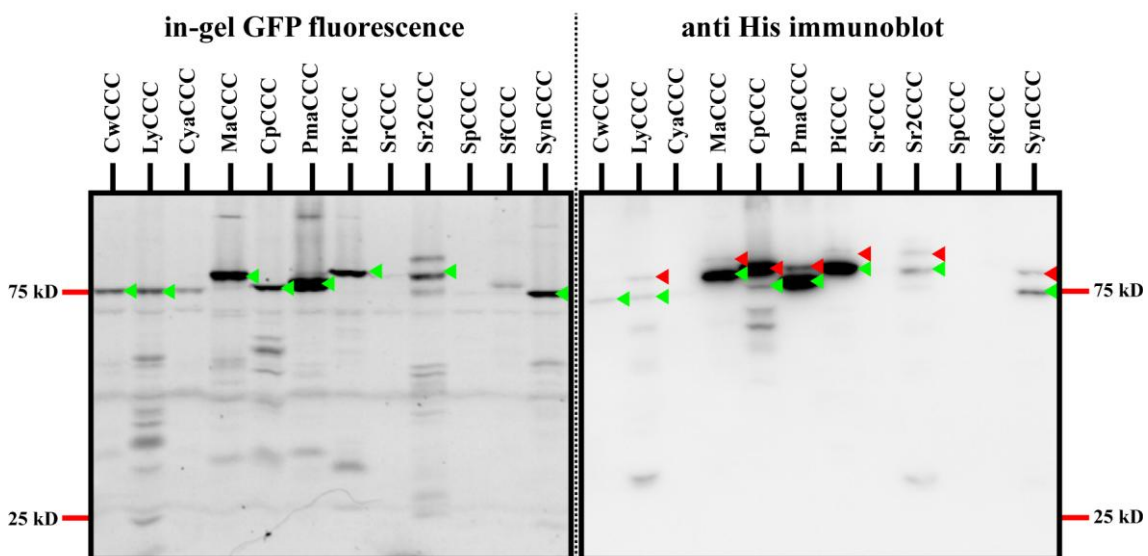 in-gel GFP fluorescence
anti His immunoblot
CwCCC
LyCCC
CyaCCC
MaCCC
CpCCC
PmaCCC
PiCCC
SrCCC
Sr2CCC
SpCCC
SfCCC
SynCCC
CwCCC
LyCCC
CyaCCC
MaCCC
CpCCC
PmaCCC
PiCCC
SrCCC
Sr2CCC
SpCCC
SfCCC
SynCCC
75 kD
75 kD
25 kD
25 kD